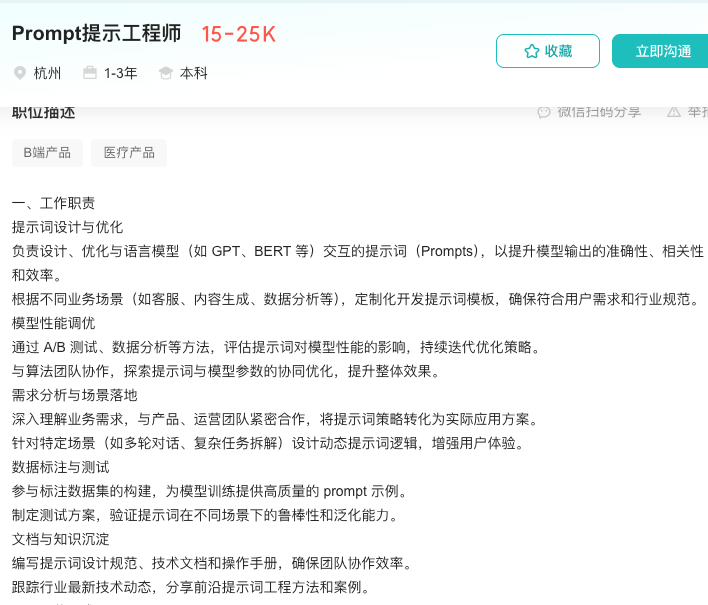 Prompt提示工程师 15-25K
收藏
立即沟通
杭州 1-3年 本科
职位描述
微信扫码分享 举报
B端产品 医疗产品
一、工作职责
提示词设计与优化
负责设计、优化与语言模型（如 GPT、BERT 等）交互的提示词（Prompts），以提升模型输出的准确性、相关性
和效率。
根据不同业务场景（如客服、内容生成、数据分析等），定制化开发提示词模板，确保符合用户需求和行业规范。
模型性能调优
通过 A/B 测试、数据分析等方法，评估提示词对模型性能的影响，持续迭代优化策略。
与算法团队协作，探索提示词与模型参数的协同优化，提升整体效果。
需求分析与场景落地
深入理解业务需求，与产品、运营团队紧密合作，将提示词策略转化为实际应用方案。
针对特定场景（如多轮对话、复杂任务拆解）设计动态提示词逻辑，增强用户体验。
数据标注与测试
参与标注数据集的构建，为模型训练提供高质量的 prompt 示例。
制定测试方案，验证提示词在不同场景下的鲁棒性和泛化能力。
文档与知识沉淀
编写提示词设计规范、技术文档和操作手册，确保团队协作效率。
跟踪行业最新技术动态，分享前沿提示词工程方法和案例。